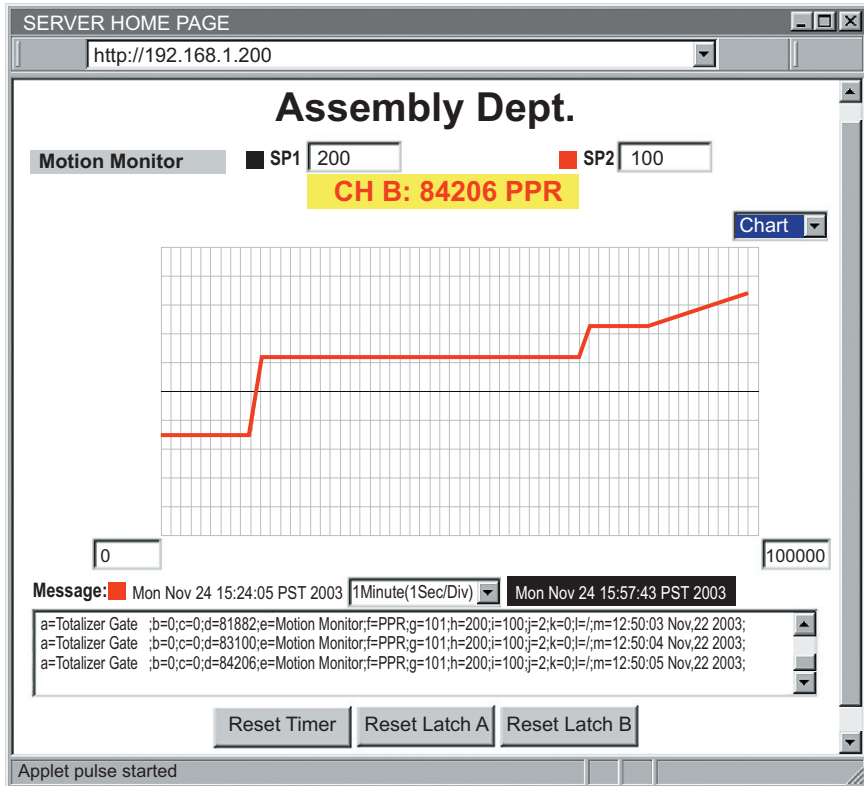 SERVER HOME PAGE
http://192.168.1.200
Assembly Dept.
Motion Monitor
SP1 200
SP2 100
CH B: 84206 PPR
Chart
0
100000
Message: Mon Nov 24 15:24:05 PST 2003 1Minute(1Sec/Div) Mon Nov 24 15:57:43 PST 2003
a=Totalizer Gate ;b=0;c=0;d=81882;e=Motion Monitor;f=PPR;g=101;h=200;i=100;j=2;k=0;l=/;m=12:50:03 Nov,22 2003;
a=Totalizer Gate ;b=0;c=0;d=83100;e=Motion Monitor;f=PPR;g=101;h=200;i=100;j=2;k=0;l=/;m=12:50:04 Nov,22 2003;
a=Totalizer Gate ;b=0;c=0;d=84206;e=Motion Monitor;f=PPR;g=101;h=200;i=100;j=2;k=0;l=/;m=12:50:05 Nov,22 2003;
Reset Timer
Reset Latch A
Reset Latch B
Applet pulse started